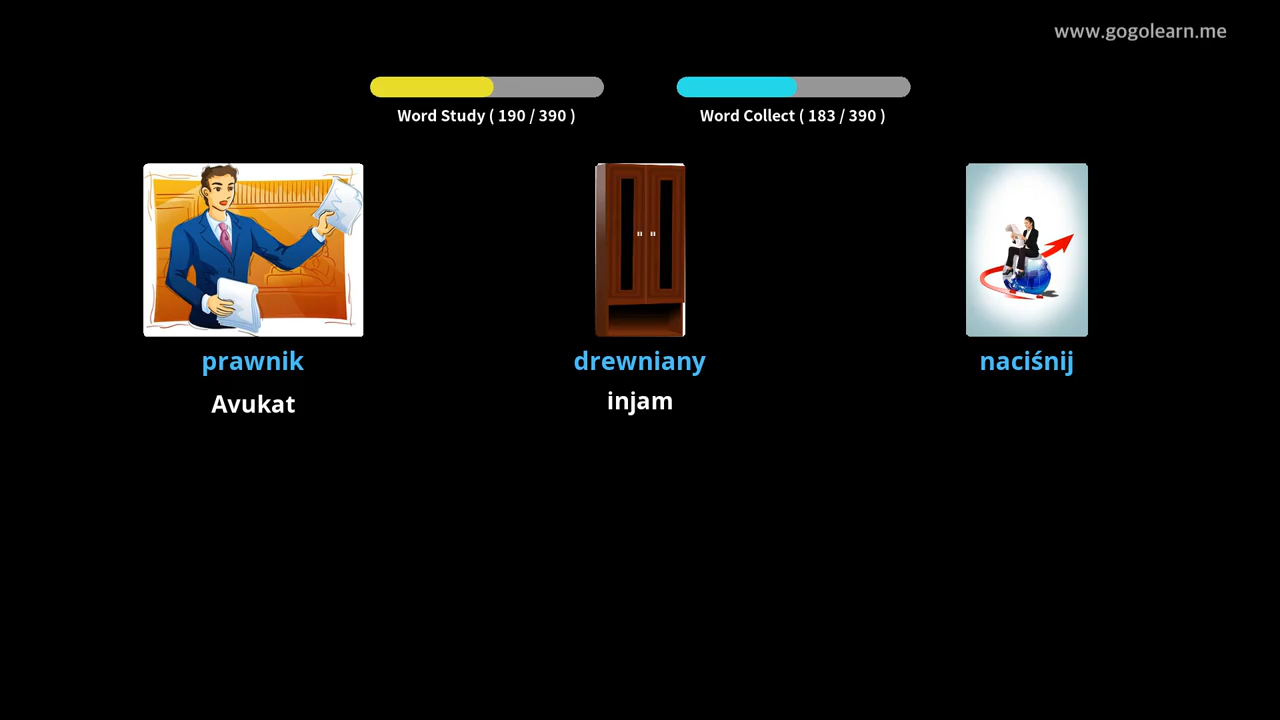 www.gogolearn.me
Word Study ( 190 / 390 )
Word Collect ( 183 / 390 )
prawnik
drewniany
naciśnij
Avukat
injam